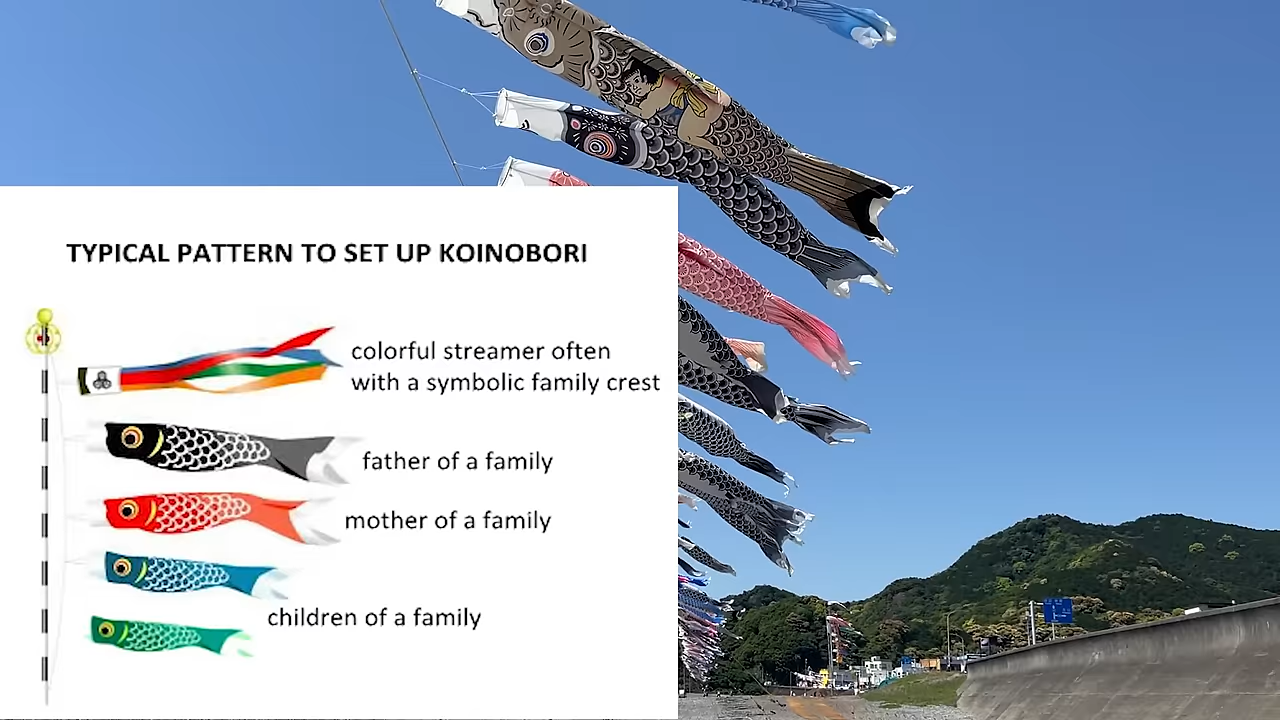 TYPICAL PATTERN TO SET UP KOINOBORI
colorful streamer often
with a symbolic family crest
father of a family
mother of a family
children of a family